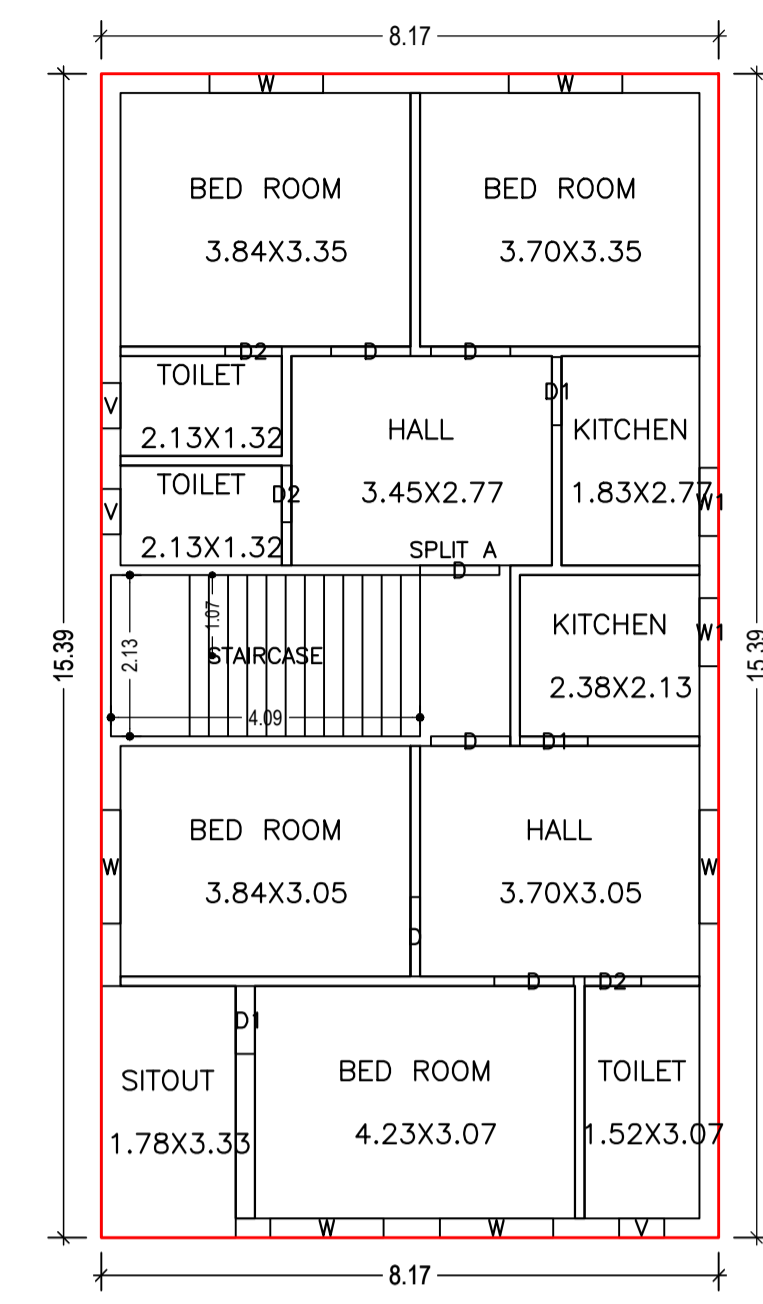 8.17
W W
BED ROOM BED ROOM
3.84X3.35 3.70X3.35
D2 D D
TOILET
D1
V
HALL KITCHEN
2.13X1.32
TOILET
3.45X2.77 1.83X2.77
D2 W1
V
2.13X1.32
SPLIT A
D
1.07
KITCHEN W1
15.39 2.13 STAIRCASE 15.39
2.38X2.13
4.09
D D1
BED ROOM HALL
W W
3.84X3.05 3.70X3.05
D
D D2
D1
SITOUT BED ROOM TOILET
1.78X3.33 4.23X3.07 1.52X3.07
W W V
8.17